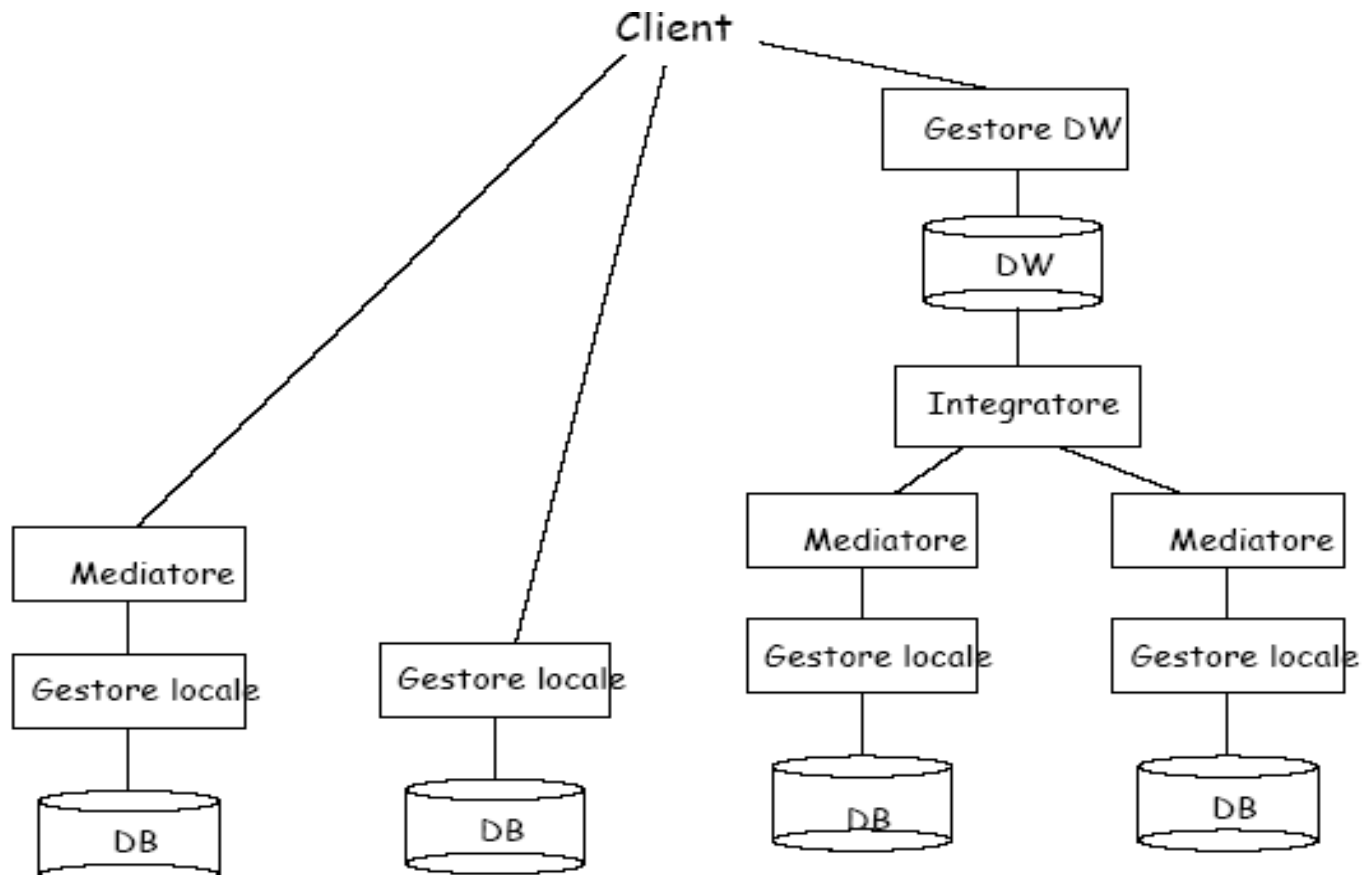 Client
Gestore DW
DW
Integratore
Mediatore
Mediatore
Mediatore
Gestore locale
Gestore locale
Gestore locale
Gestore locale
DB
DB
DB
DB